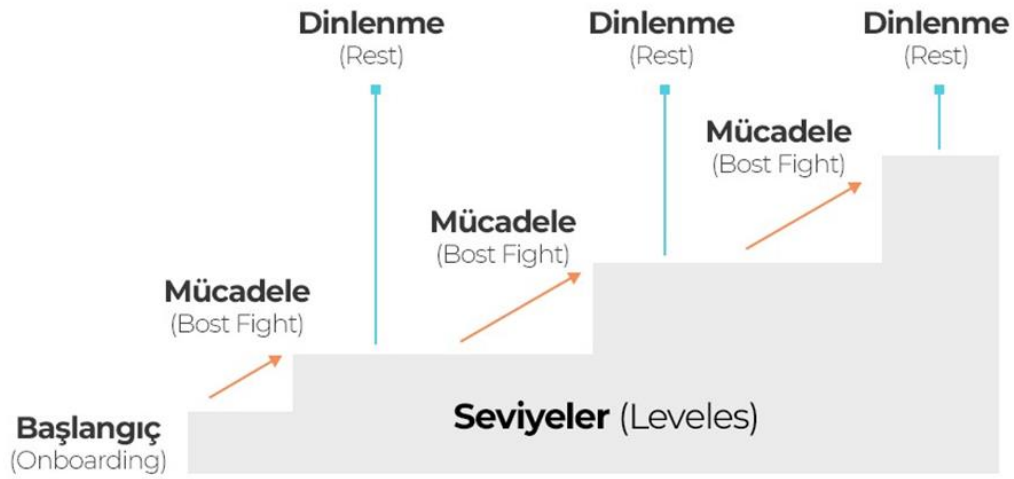 Dinlenme
(Rest)
Dinlenme
(Rest)
Dinlenme
(Rest)
Mücadele
(Bost Fight)
Mücadele
(Bost Fight)
Mücadele
(Bost Fight)
Başlangıç
(Onboarding)
Seviyeler (Leveles)